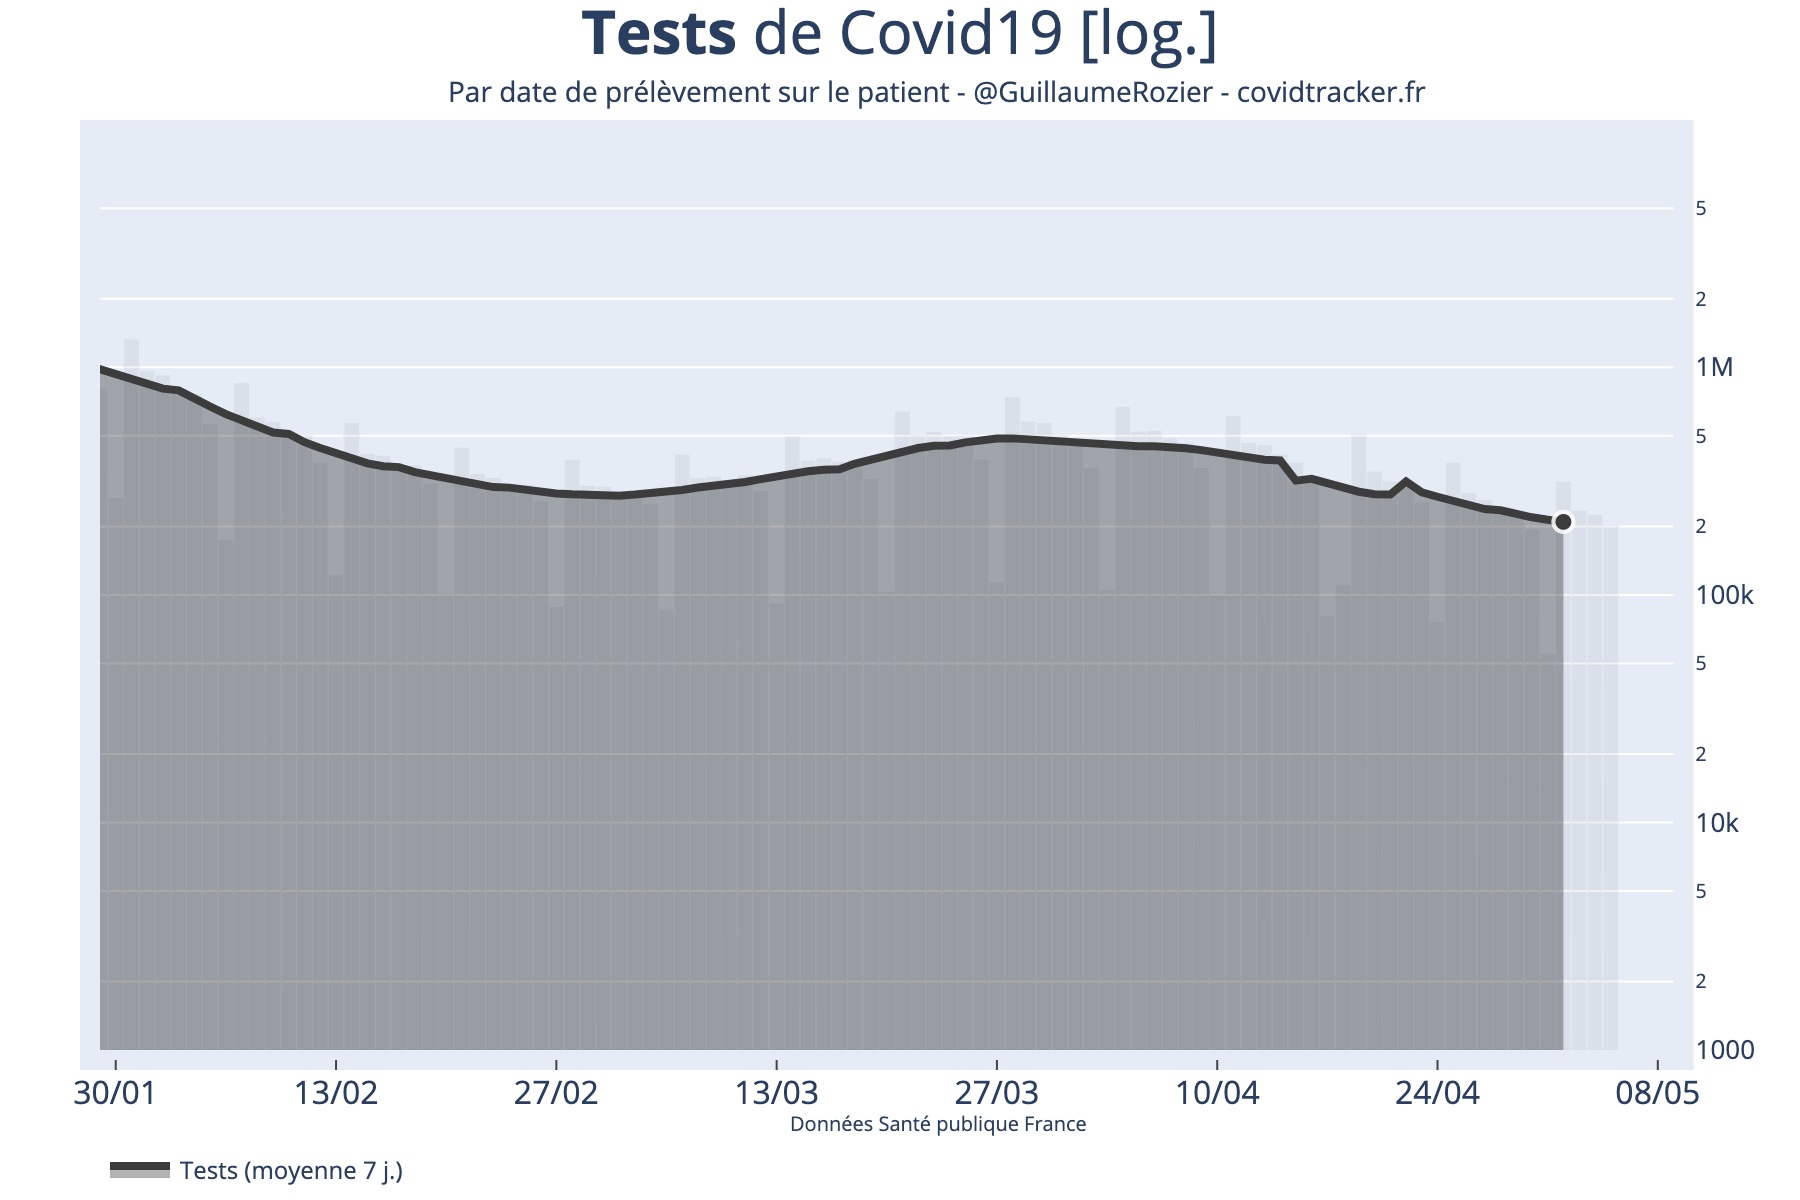 Tests de Covid19 [log.]
Par date de prélèvement sur le patient - @GuillaumeRozier - covidtracker.fr
5
2
1M
5
2
100k
5
2
10k
5
2
1000
30/01 13/02 27/02 13/03 27/03 10/04 24/04 08/05
Données Santé publique France
Tests (moyenne 7 j.)